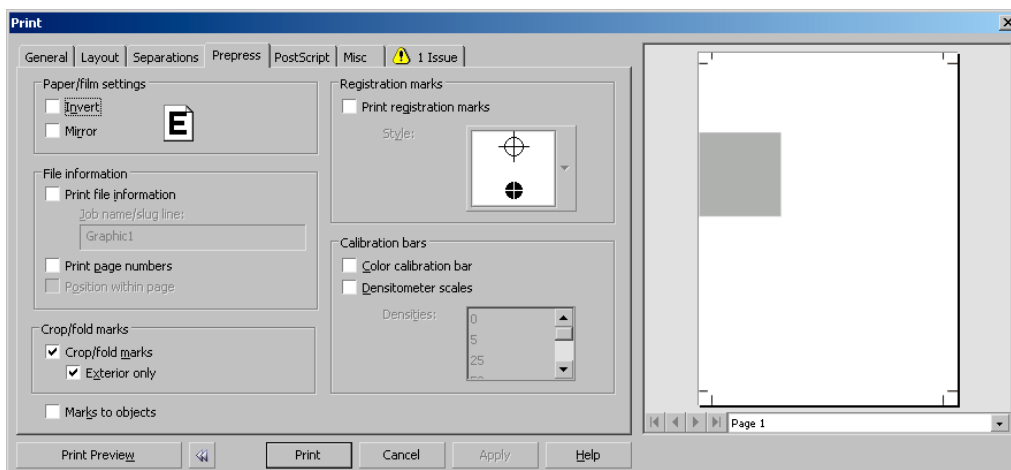 Print
General Layout Separations Prepress PostScript Misc 1 Issue
Paper/film settings
Invert
Mirror
E
File information
Print file information
Job name/slug line:
Graphic1
Print page numbers
Position within page
Crop/fold marks
Crop/fold marks
Exterior only
Marks to objects
Registration marks
Print registration marks
Style:
Calibration bars
Color calibration bar
Densitometer scales
Densities:
0
5
25
Page 1
Print Preview Print Cancel Apply Help